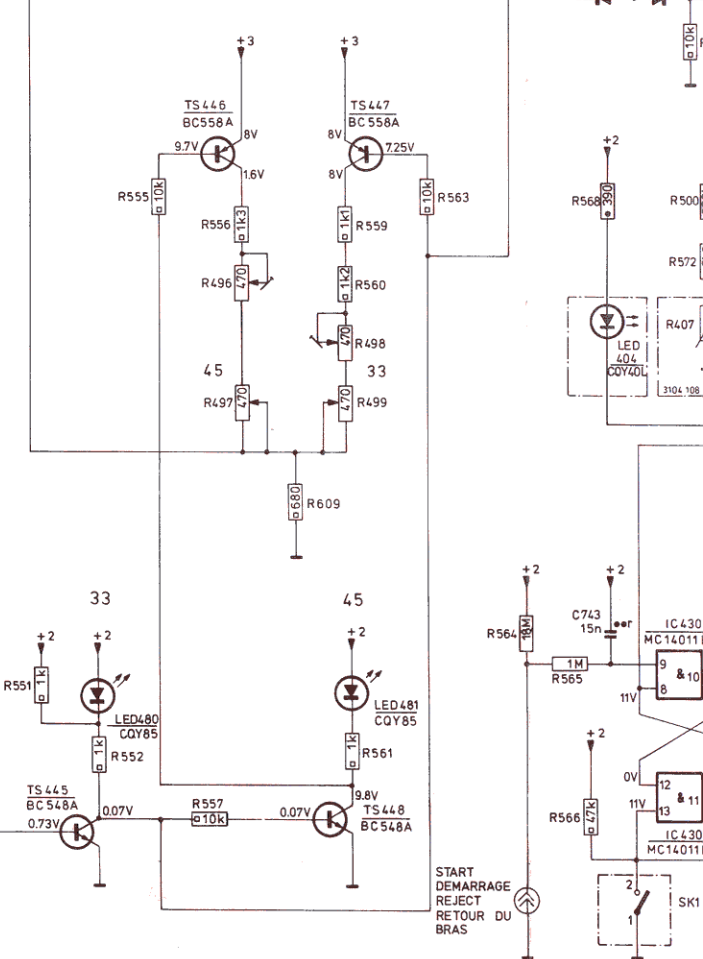 10k
+3
+3
TS446
BC558A
TS447
BC558A
8V
8V
9.7V
7.25V
1.6V
8V
+2
R555
10k
10k
R563
R568
390
R500
R556
1k3
1k1
R559
R572
R496
470
1k2
R560
470
R498
LED
404
CQY40L
R407
3104 108
45
33
R497
470
470
R499
680
R609
33
45
+2
+2
+2
+2
+2
R551
1k
LED480
CQY85
LED481
CQY85
1k
R552
1k
R561
R564
18M
C743
15n
1M
R565
IC430
MC14011
9
8
&
10
11V
+2
TS445
BC548A
0.73V
0.07V
R557
10k
0.07V
9.8V
TS448
BC548A
R566
47k
0V
12
11V
13
&
11
IC430
MC14011
START
DEMARRAGE
REJECT
RETOUR DU
BRAS
2
1
SK1